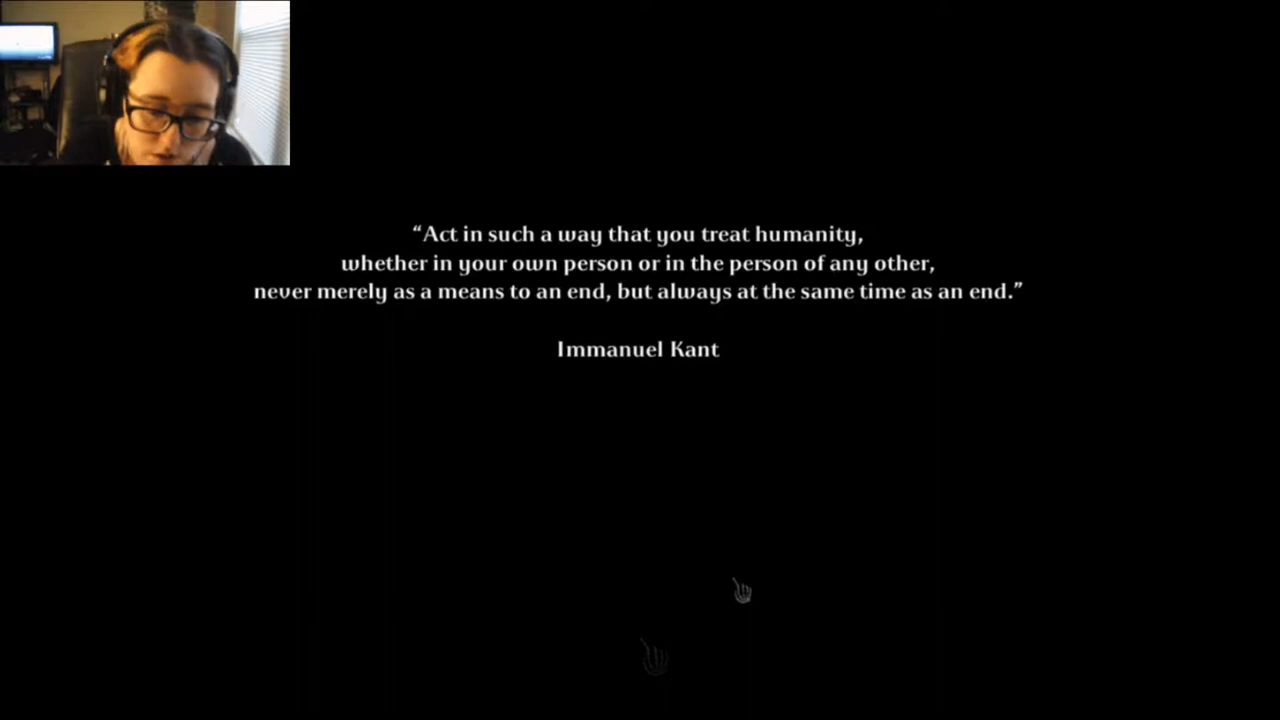 “Act in such a way that you treat humanity,
whether in your own person or in the person of any other,
never merely as a means to an end, but always at the same time as an end.”
Immanuel Kant